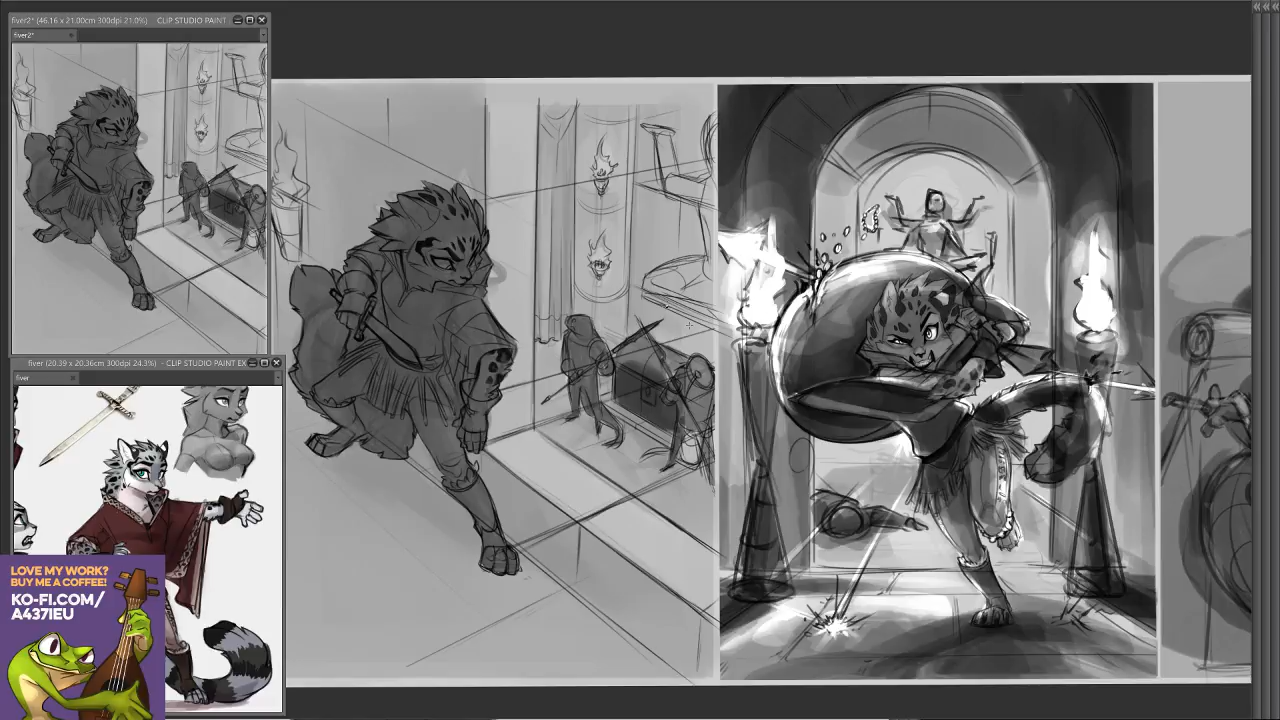 fiver2* (46.16 x 21.00cm 300dpi 21.0%) CLIP STUDIO PAINT
fiver2*
fiver (20.39 x 20.36cm 300dpi 24.3%) - CLIP STUDIO PAINT EX
fiver
LOVE MY WORK?
BUY ME A COFFEE!
KO-FI.COM/
A437IEU